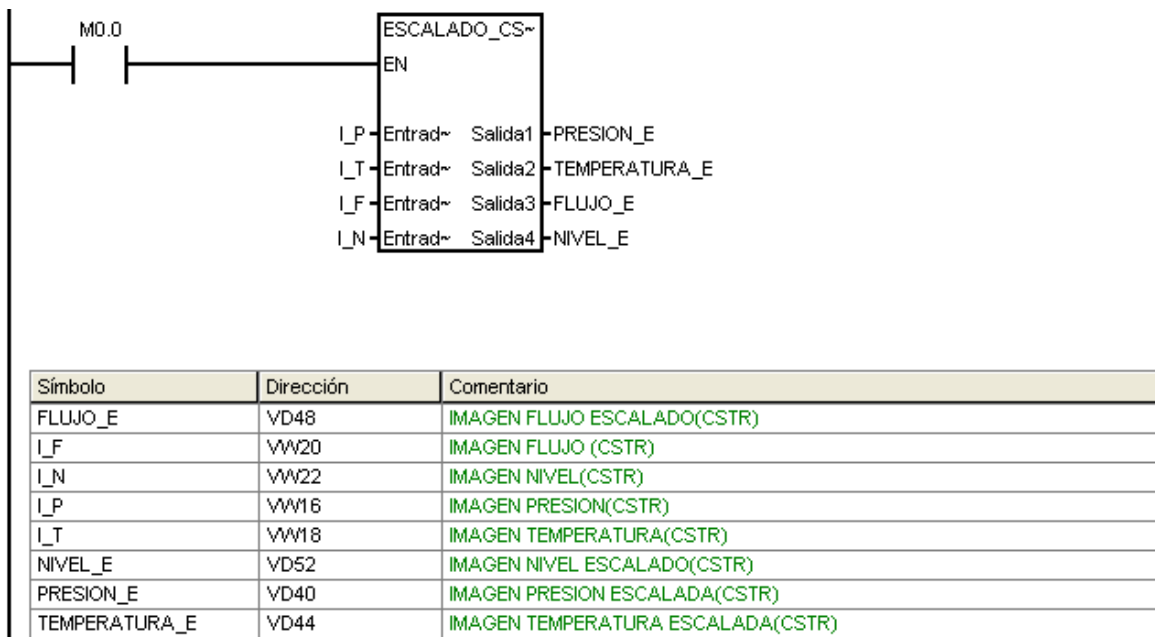 M0.0
ESCALADO_CS~
EN
I_P Entrad~ Salida1 PRESION_E
I_T Entrad~ Salida2 TEMPERATURA_E
I_F Entrad~ Salida3 FLUJO_E
I_N Entrad~ Salida4 NIVEL_E
Símbolo Dirección Comentario
FLUJO_E VD48 IMAGEN FLUJO ESCALADO(CSTR)
I_F VW20 IMAGEN FLUJO (CSTR)
I_N VW22 IMAGEN NIVEL(CSTR)
I_P VW16 IMAGEN PRESION(CSTR)
I_T VW18 IMAGEN TEMPERATURA(CSTR)
NIVEL_E VD52 IMAGEN NIVEL ESCALADO(CSTR)
PRESION_E VD40 IMAGEN PRESION ESCALADA(CSTR)
TEMPERATURA_E VD44 IMAGEN TEMPERATURA ESCALADA(CSTR)